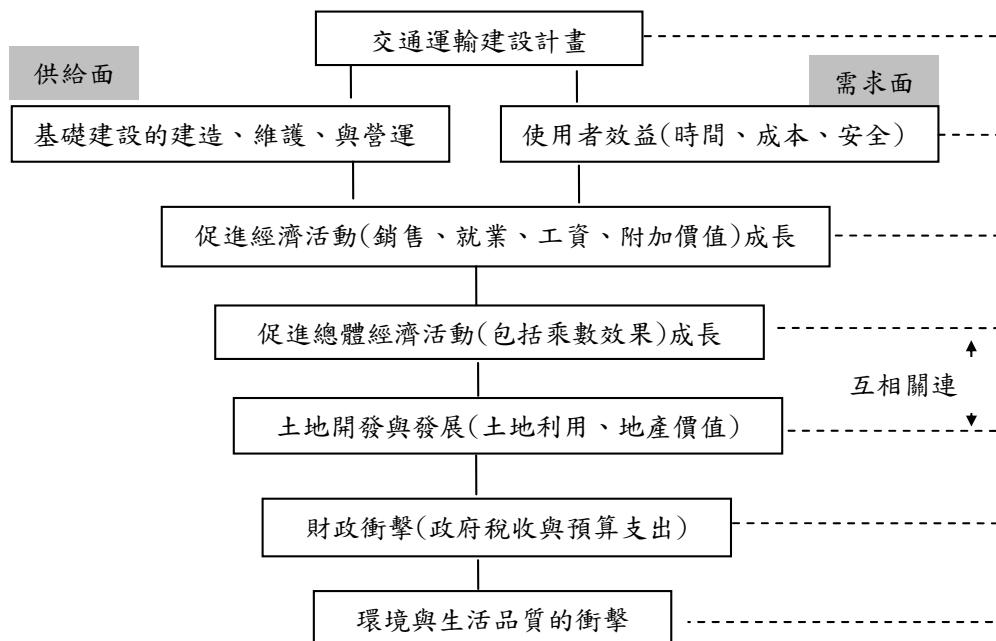 交通運輸建設計畫
供給面
需求面
基礎建設的建造、維護、與營運
使用者效益(時間、成本、安全)
促進經濟活動(銷售、就業、工資、附加價值)成長
促進總體經濟活動(包括乘數效果)成長
互相關連
土地開發與發展(土地利用、地產價值)
財政衝擊(政府稅收與預算支出)
環境與生活品質的衝擊